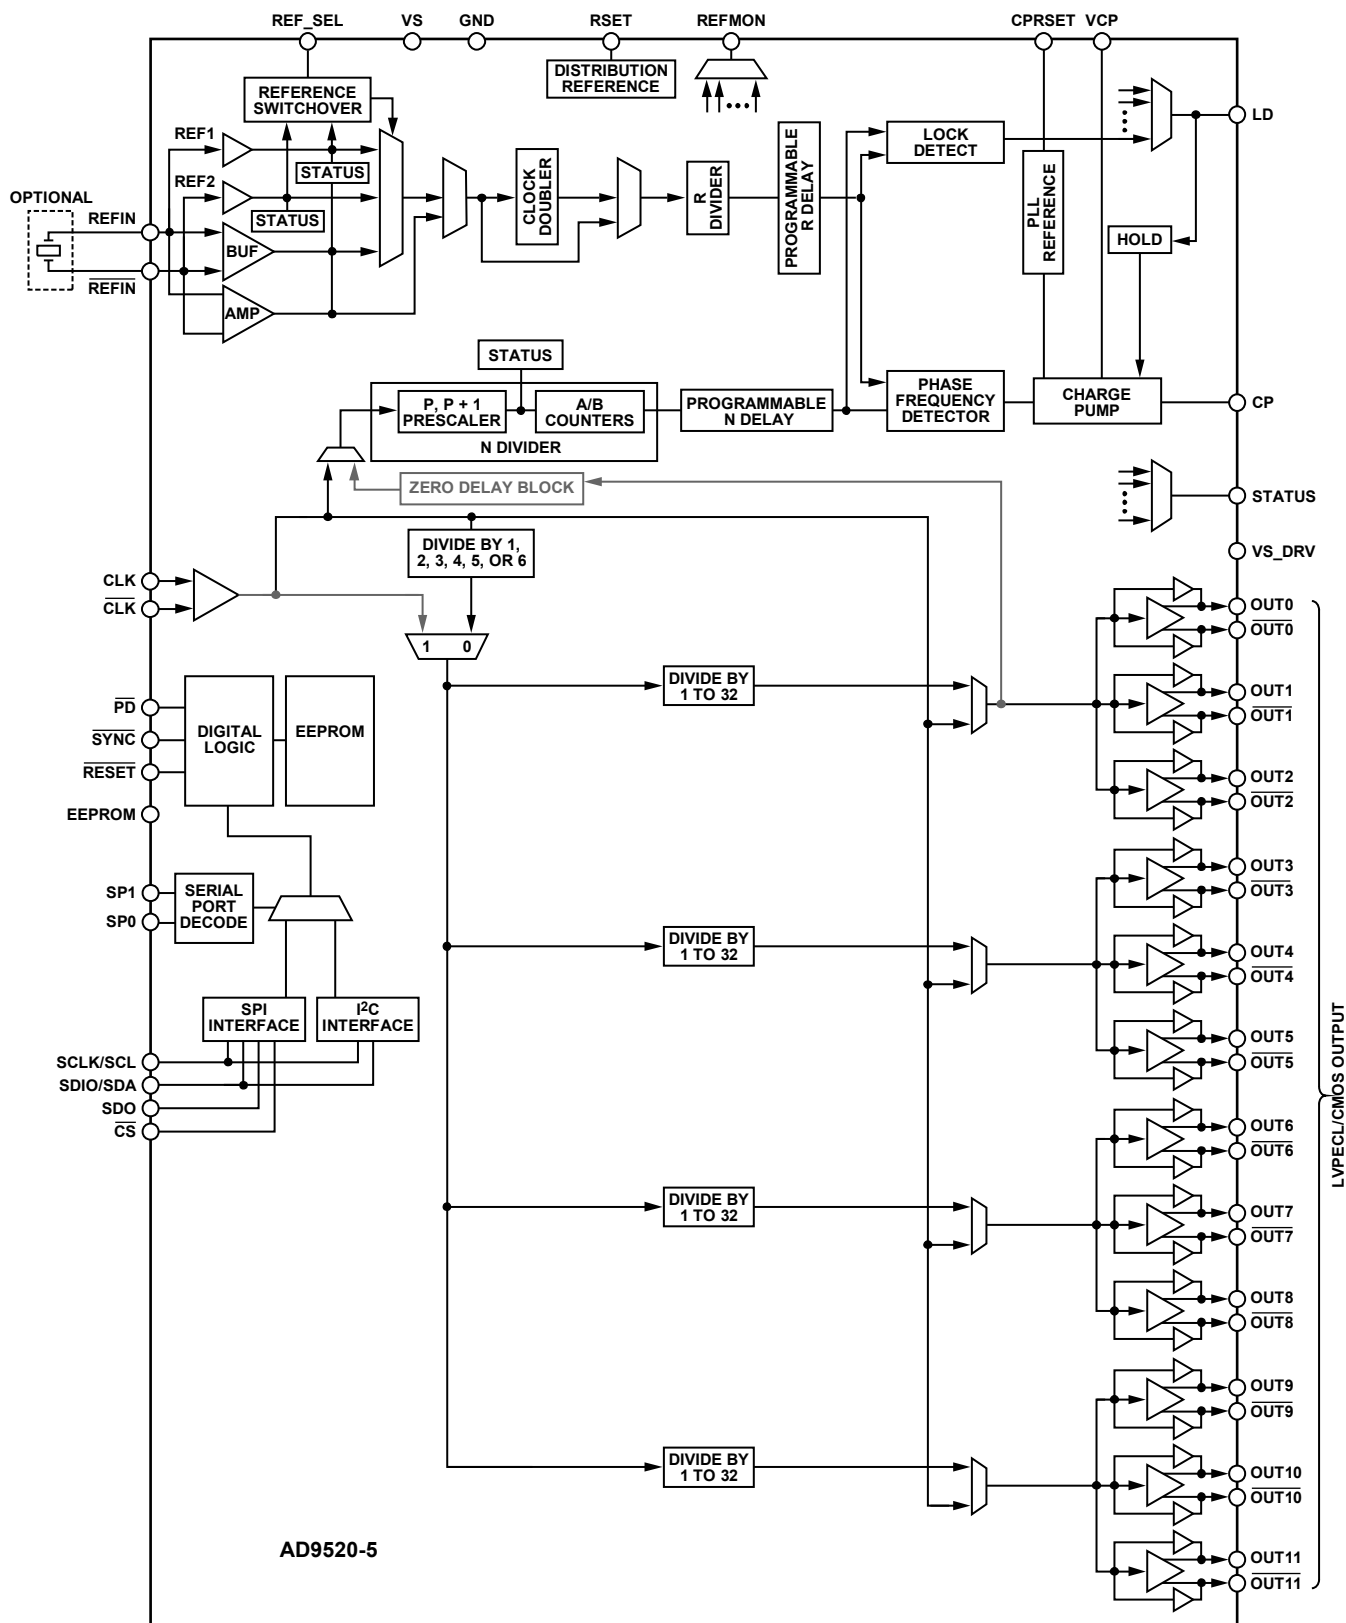 REF_SEL
VS
GND
RSET
REFMON
CPRSET
VCP
DISTRIBUTION
REFERENCE
REFERENCE
SWITCHOVER
REF1
STATUS
REF2
STATUS
OPTIONAL
REFIN
BUF
REFIN
AMP
CLOCK
DOUBLER
R
DIVIDER
PROGRAMMABLE
R DELAY
LOCK
DETECT
PLL
REFERENCE
LD
HOLD
STATUS
P, P + 1
PRESCALER
A/B
COUNTERS
N DIVIDER
PROGRAMMABLE
N DELAY
PHASE
FREQUENCY
DETECTOR
CHARGE
PUMP
CP
ZERO DELAY BLOCK
STATUS
VS_DRV
DIVIDE BY 1,
2, 3, 4, 5, OR 6
CLK
CLK
1 0
OUT0
OUT0
DIVIDE BY
1 TO 32
OUT1
OUT1
OUT2
OUT2
PD
SYNC
RESET
EEPROM
DIGITAL
LOGIC
EEPROM
SP1
SP0
SERIAL
PORT
DECODE
OUT3
OUT3
DIVIDE BY
1 TO 32
OUT4
OUT4
OUT5
OUT5
SPI
INTERFACE
I²C
INTERFACE
SCLK/SCL
SDIO/SDA
SDO
CS
LVPECL/CMOS OUTPUT
OUT6
OUT6
DIVIDE BY
1 TO 32
OUT7
OUT7
OUT8
OUT8
OUT9
OUT9
DIVIDE BY
1 TO 32
OUT10
OUT10
OUT11
OUT11
AD9520-5